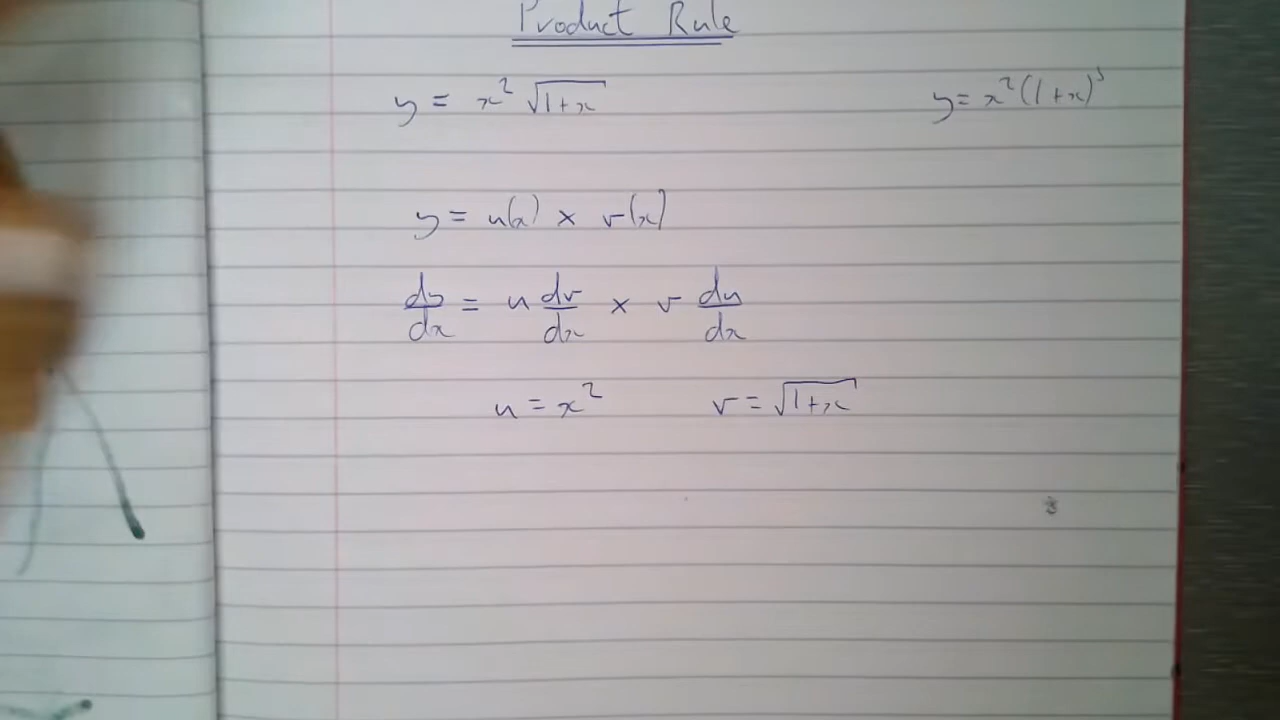 Product Rule
y = x² √(1+x) y = x²(1+x)³
y = u(x) × v(x)
dy/dx = u dv/dx × v du/dx
u = x² v = √(1+x)